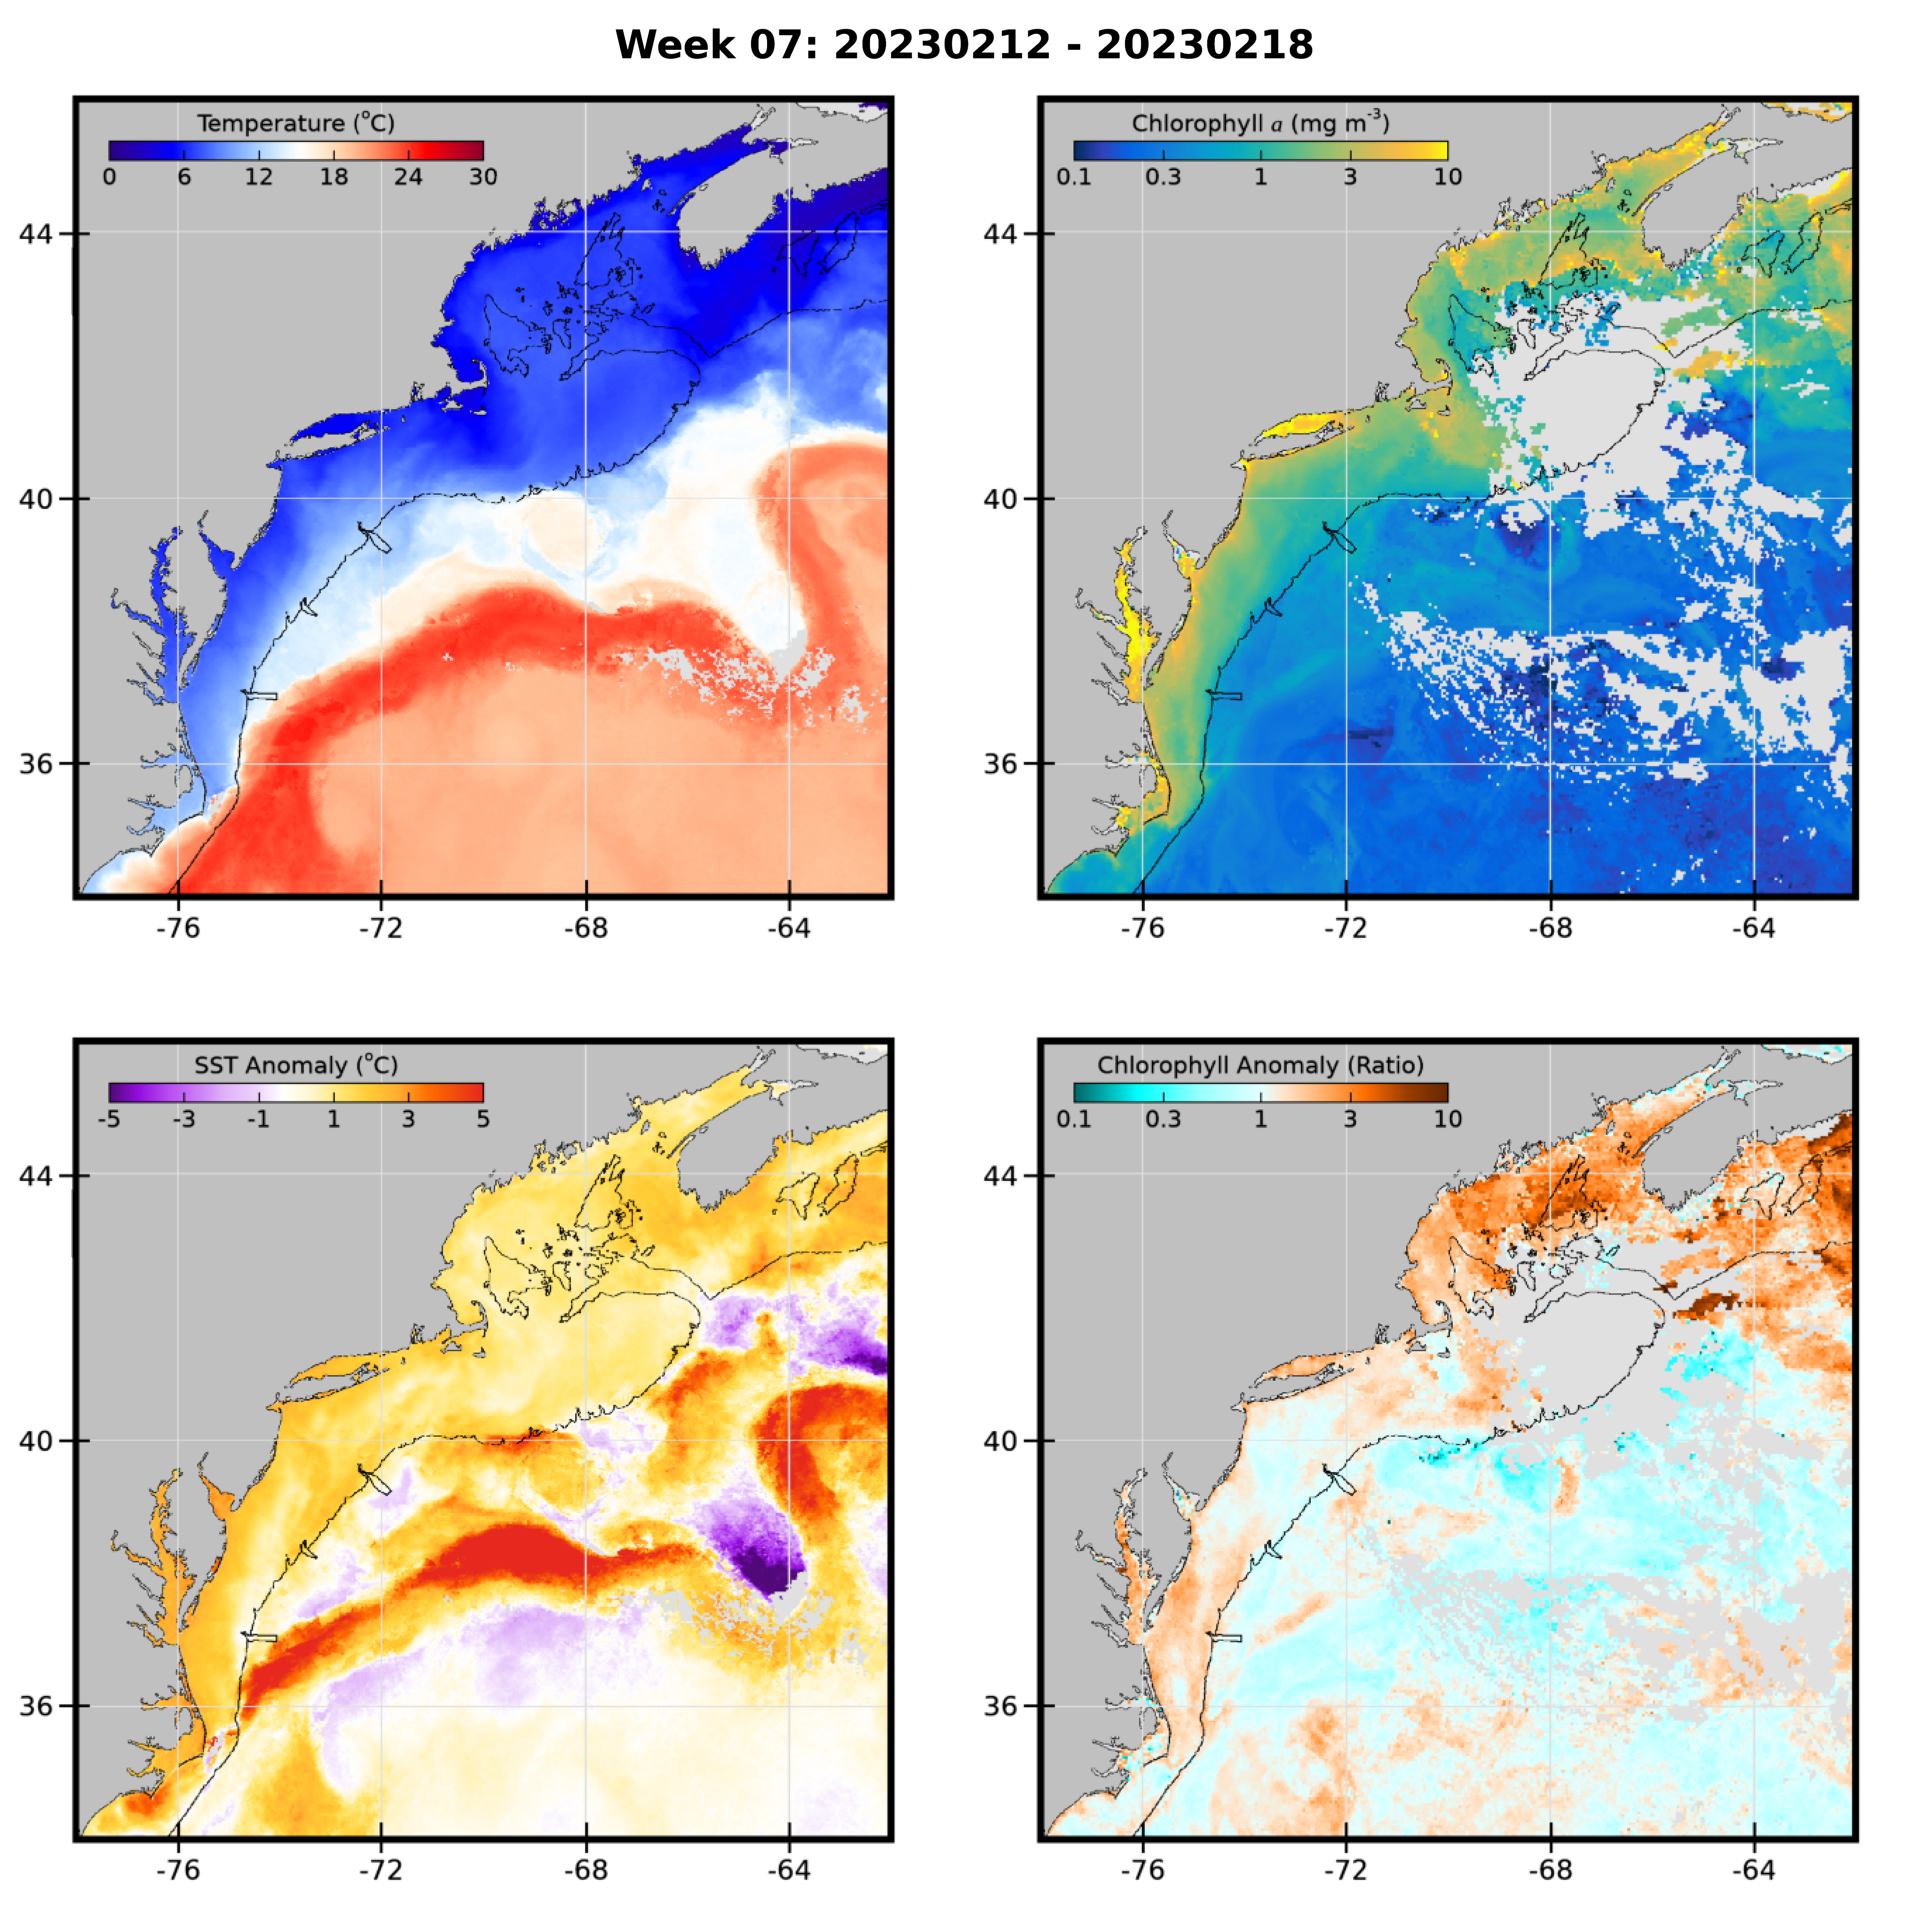 Week 07: 20230212 - 20230218
Temperature (°C)
0 6 12 18 24 30
44
40
36
-76 -72 -68 -64
Chlorophyll a (mg m⁻³)
0.1 0.3 1 3 10
44
40
36
-76 -72 -68 -64
SST Anomaly (°C)
-5 -3 -1 1 3 5
44
40
36
-76 -72 -68 -64
Chlorophyll Anomaly (Ratio)
0.1 0.3 1 3 10
44
40
36
-76 -72 -68 -64